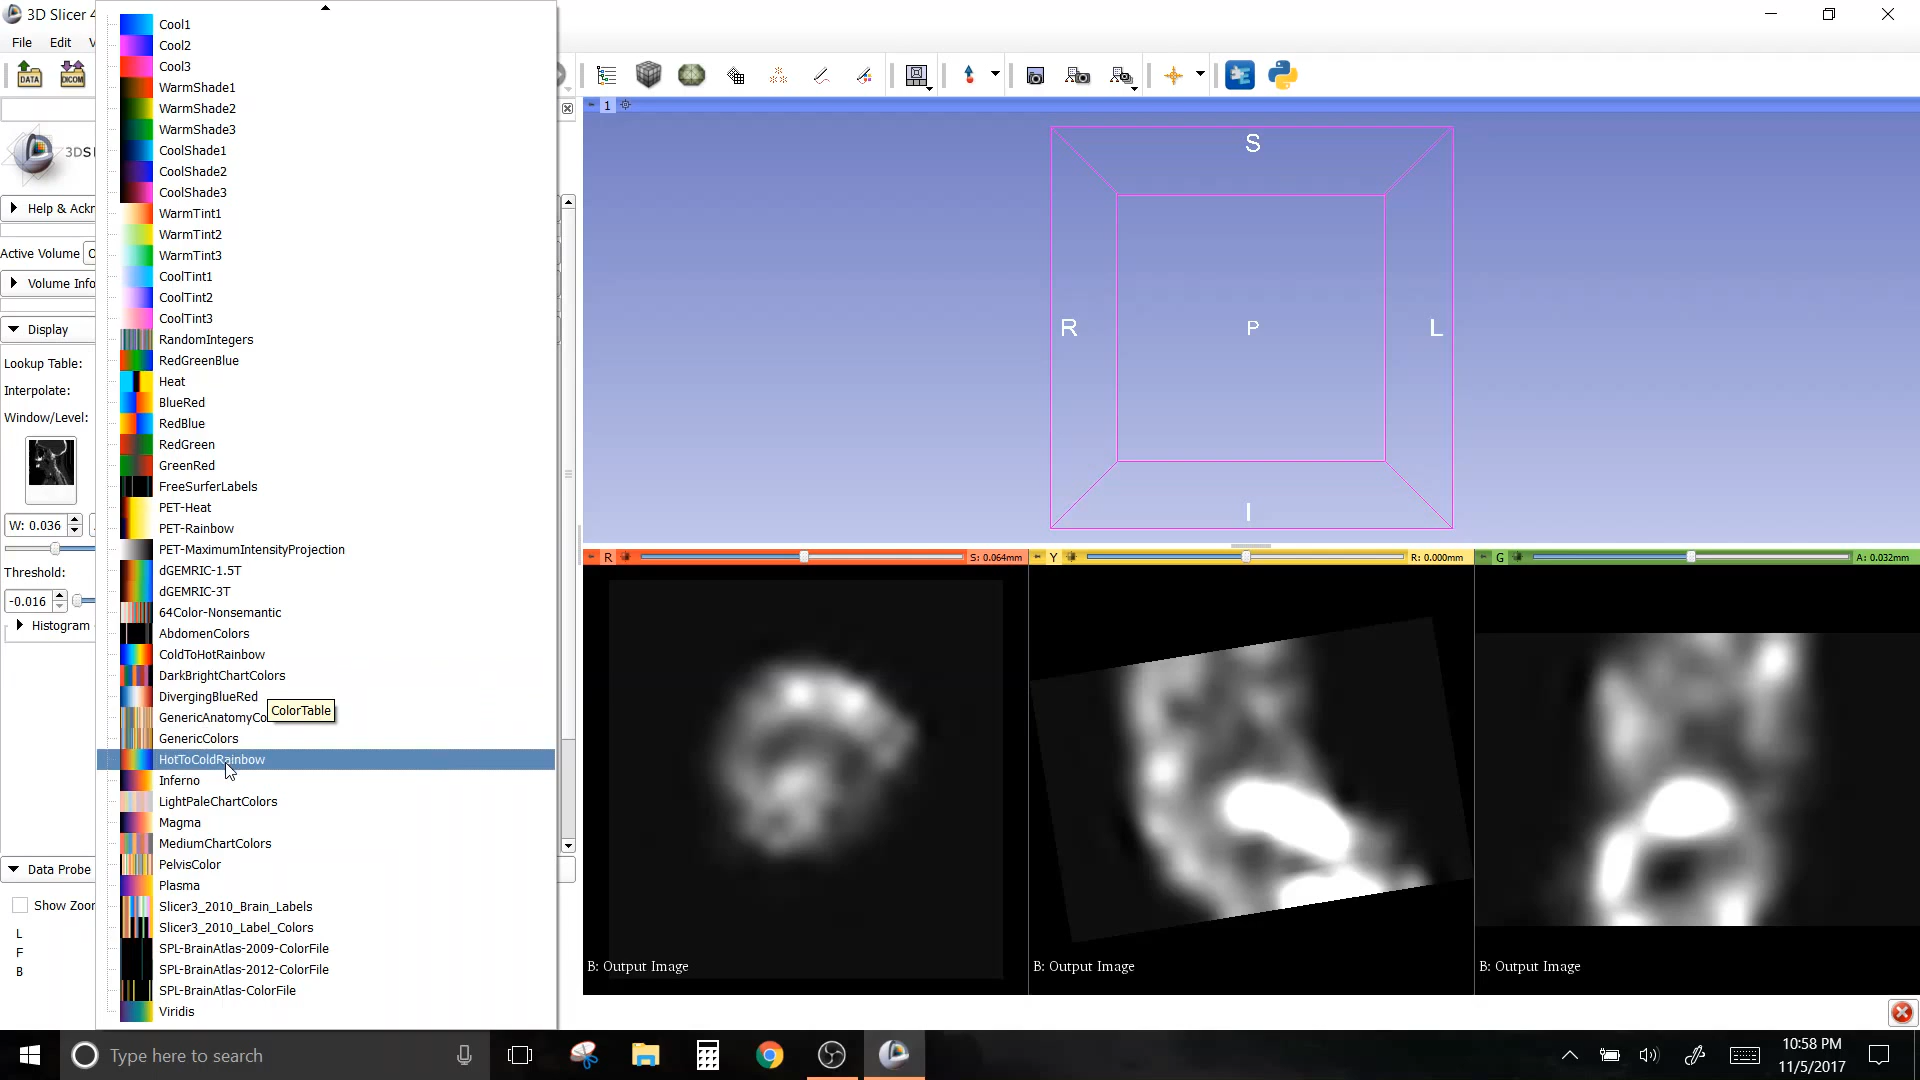 3D Slicer 4
File Edit V
DATA DICOM
3DSl
Help & Ackn
Active Volume O
Volume Info
Display
Lookup Table:
Interpolate:
Window/Level:
W: 0.036
Threshold:
-0.016
Histogram
Data Probe
Show Zoor
L
F
B
Cool1
Cool2
Cool3
WarmShade1
WarmShade2
WarmShade3
CoolShade1
CoolShade2
CoolShade3
WarmTint1
WarmTint2
WarmTint3
CoolTint1
CoolTint2
CoolTint3
RandomIntegers
RedGreenBlue
Heat
BlueRed
RedBlue
RedGreen
GreenRed
FreeSurferLabels
PET-Heat
PET-Rainbow
PET-MaximumIntensityProjection
dGEMRIC-1.5T
dGEMRIC-3T
64Color-Nonsemantic
AbdomenColors
ColdToHotRainbow
DarkBrightChartColors
DivergingBlueRed
ColorTable
GenericAnatomyCo
GenericColors
HotToColdRainbow
Inferno
LightPaleChartColors
Magma
MediumChartColors
PelvisColor
Plasma
Slicer3_2010_Brain_Labels
Slicer3_2010_Label_Colors
SPL-BrainAtlas-2009-ColorFile
SPL-BrainAtlas-2012-ColorFile
SPL-BrainAtlas-ColorFile
Viridis
1
S
R P L
I
R S: 0.064mm
Y R: 0.000mm
G A: 0.032mm
B: Output Image
B: Output Image
B: Output Image
Type here to search
10:58 PM
11/5/2017